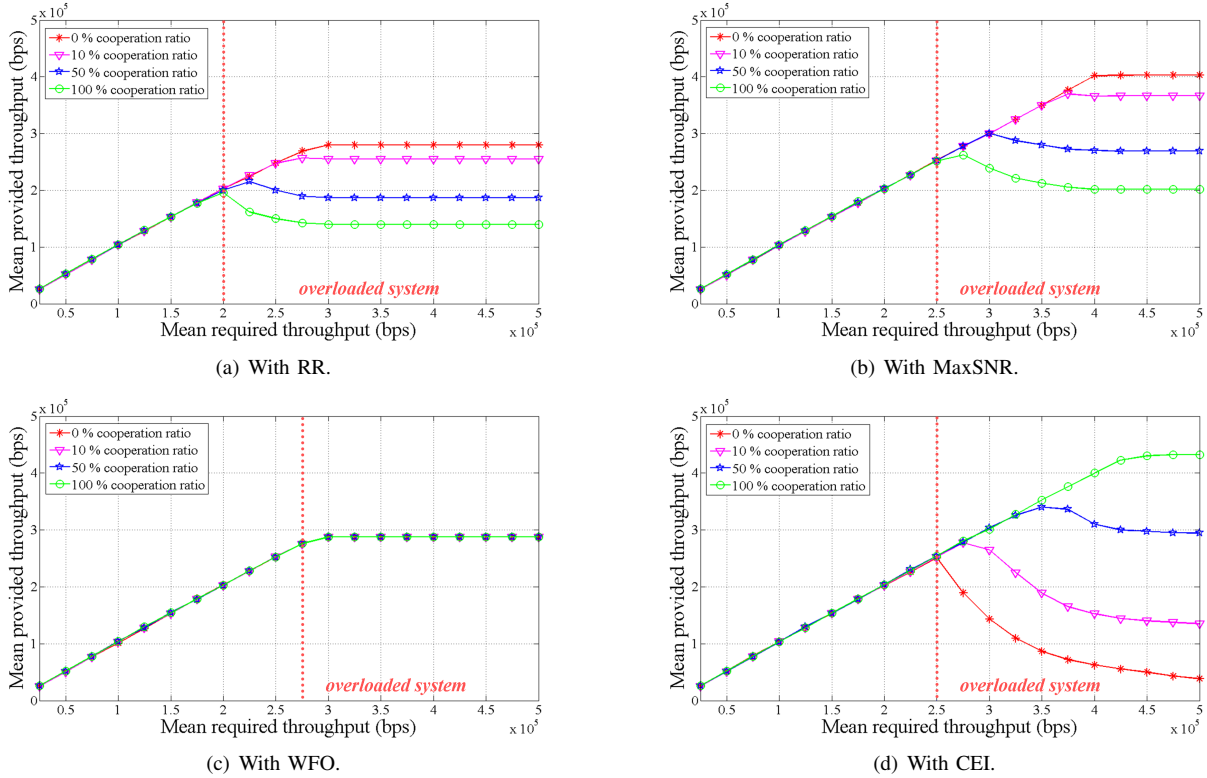 5 x 10^5
0 % cooperation ratio
10 % cooperation ratio
50 % cooperation ratio
100 % cooperation ratio
Mean provided throughput (bps)
4
3
2
1
0
overloaded system
0.5 1 1.5 2 2.5 3 3.5 4 4.5 5
x 10^5
Mean required throughput (bps)
(a) With RR.
5 x 10^5
0 % cooperation ratio
10 % cooperation ratio
50 % cooperation ratio
100 % cooperation ratio
Mean provided throughput (bps)
4
3
2
1
0
overloaded system
0.5 1 1.5 2 2.5 3 3.5 4 4.5 5
x 10^5
Mean required throughput (bps)
(b) With MaxSNR.
5 x 10^5
0 % cooperation ratio
10 % cooperation ratio
50 % cooperation ratio
100 % cooperation ratio
Mean provided throughput (bps)
4
3
2
1
0
overloaded system
0.5 1 1.5 2 2.5 3 3.5 4 4.5 5
x 10^5
Mean required throughput (bps)
(c) With WFO.
5 x 10^5
0 % cooperation ratio
10 % cooperation ratio
50 % cooperation ratio
100 % cooperation ratio
Mean provided throughput (bps)
4
3
2
1
0
overloaded system
0.5 1 1.5 2 2.5 3 3.5 4 4.5 5
x 10^5
Mean required throughput (bps)
(d) With CEI.